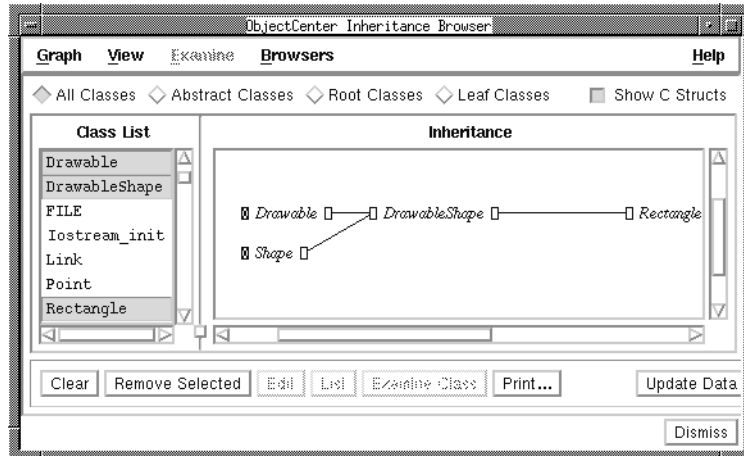 ObjectCenter Inheritance Browser
Graph View Examine Browsers Help
All Classes Abstract Classes Root Classes Leaf Classes Show C Structs
Class List
Drawable
DrawableShape
FILE
Iostream_init
Link
Point
Rectangle
Inheritance
Drawable DrawableShape Rectangle
Shape
Clear Remove Selected Edit List Examine Class Print... Update Data
Dismiss